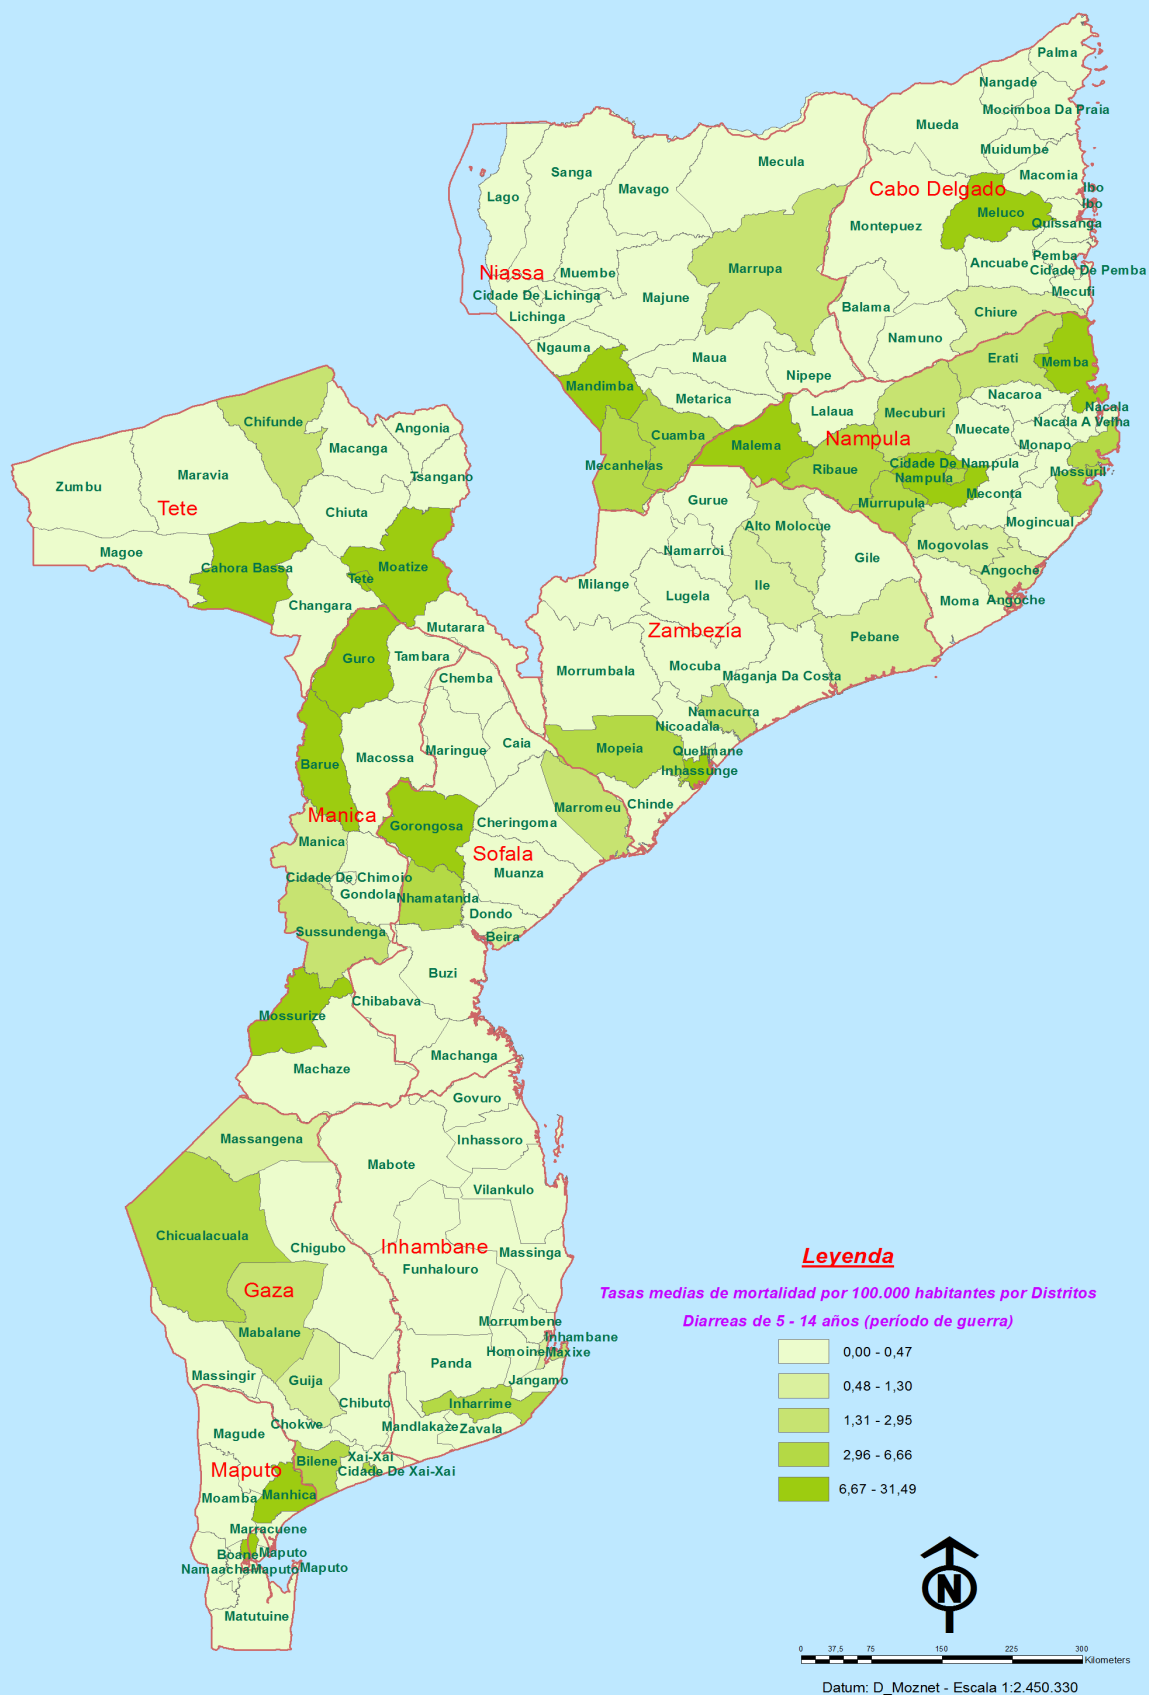 Palma
Nangade
Mocimboa Da Praia
Mueda
Muidumbe
Mecula
Macomia
Sanga
Mavago
Cabo Delgado
Ibo
Lago
Ibo
Meluco
Montepuez
Quissanga
Pemba
Ancuabe
Marrupa
Cidade De Pemba
Niassa
Muembe
Mecufi
Cidade De Lichinga
Majune
Balama
Chiure
Lichinga
Namuno
Ngauma
Maua
Erati
Memba
Nipepe
Mandimba
Nacaroa
Metarica
Lalaua
Mecuburi
Nacala
Chifunde
Nacala A Velha
Angonia
Muecate
Cuamba
Malema
Nampula
Monapo
Macanga
Cidade De Nampula
Mecanhelas
Ribaue
Mossuril
Maravia
Tsangano
Nampula
Zumbu
Meconta
Gurue
Murrupula
Tete
Chiuta
Mogincual
Alto Molocue
Magoe
Namarroi
Mogovolas
Gile
Cahora Bassa
Moatize
Angoche
Tete
Milange
Ile
Lugela
Moma
Angoche
Changara
Mutarara
Zambezia
Pebane
Guro
Tambara
Mocuba
Morrumbala
Maganja Da Costa
Chemba
Namacurra
Nicoadala
Caia
Mopeia
Maringue
Quelimane
Macossa
Barue
Inhassunge
Marromeu
Chinde
Manica
Cheringoma
Gorongosa
Manica
Sofala
Muanza
Cidade De Chimoio
Gondola
Nhamatanda
Dondo
Sussundenga
Beira
Buzi
Chibabava
Mossurize
Machanga
Machaze
Govuro
Massangena
Inhassoro
Mabote
Vilankulo
Chicualacuala
Chigubo
Inhambane
Massinga
Funhalouro
Gaza
Morrumbene
Mabalane
Inhambane
Homoine
Maxixe
Panda
Massingir
Guija
Jangamo
Chibuto
Inharrime
Chokwe
Mandlakaze
Zavala
Magude
Xai-Xai
Bilene
Maputo
Cidade De Xai-Xai
Moamba
Manhica
Marracuene
Boane
Maputo
Namaacha
Maputo
Maputo
Matutuine
Leyenda
Tasas medias de mortalidad por 100.000 habitantes por Distritos
Diarreas de 5 - 14 años (período de guerra)
0,00 - 0,47
0,48 - 1,30
1,31 - 2,95
2,96 - 6,66
6,67 - 31,49
N
0 37,5 75 150 225 300
Kilometers
Datum: D_Moznet - Escala 1:2.450.330